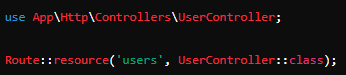 use App\Http\Controllers\UserController;
Route::resource('users', UserController::class);